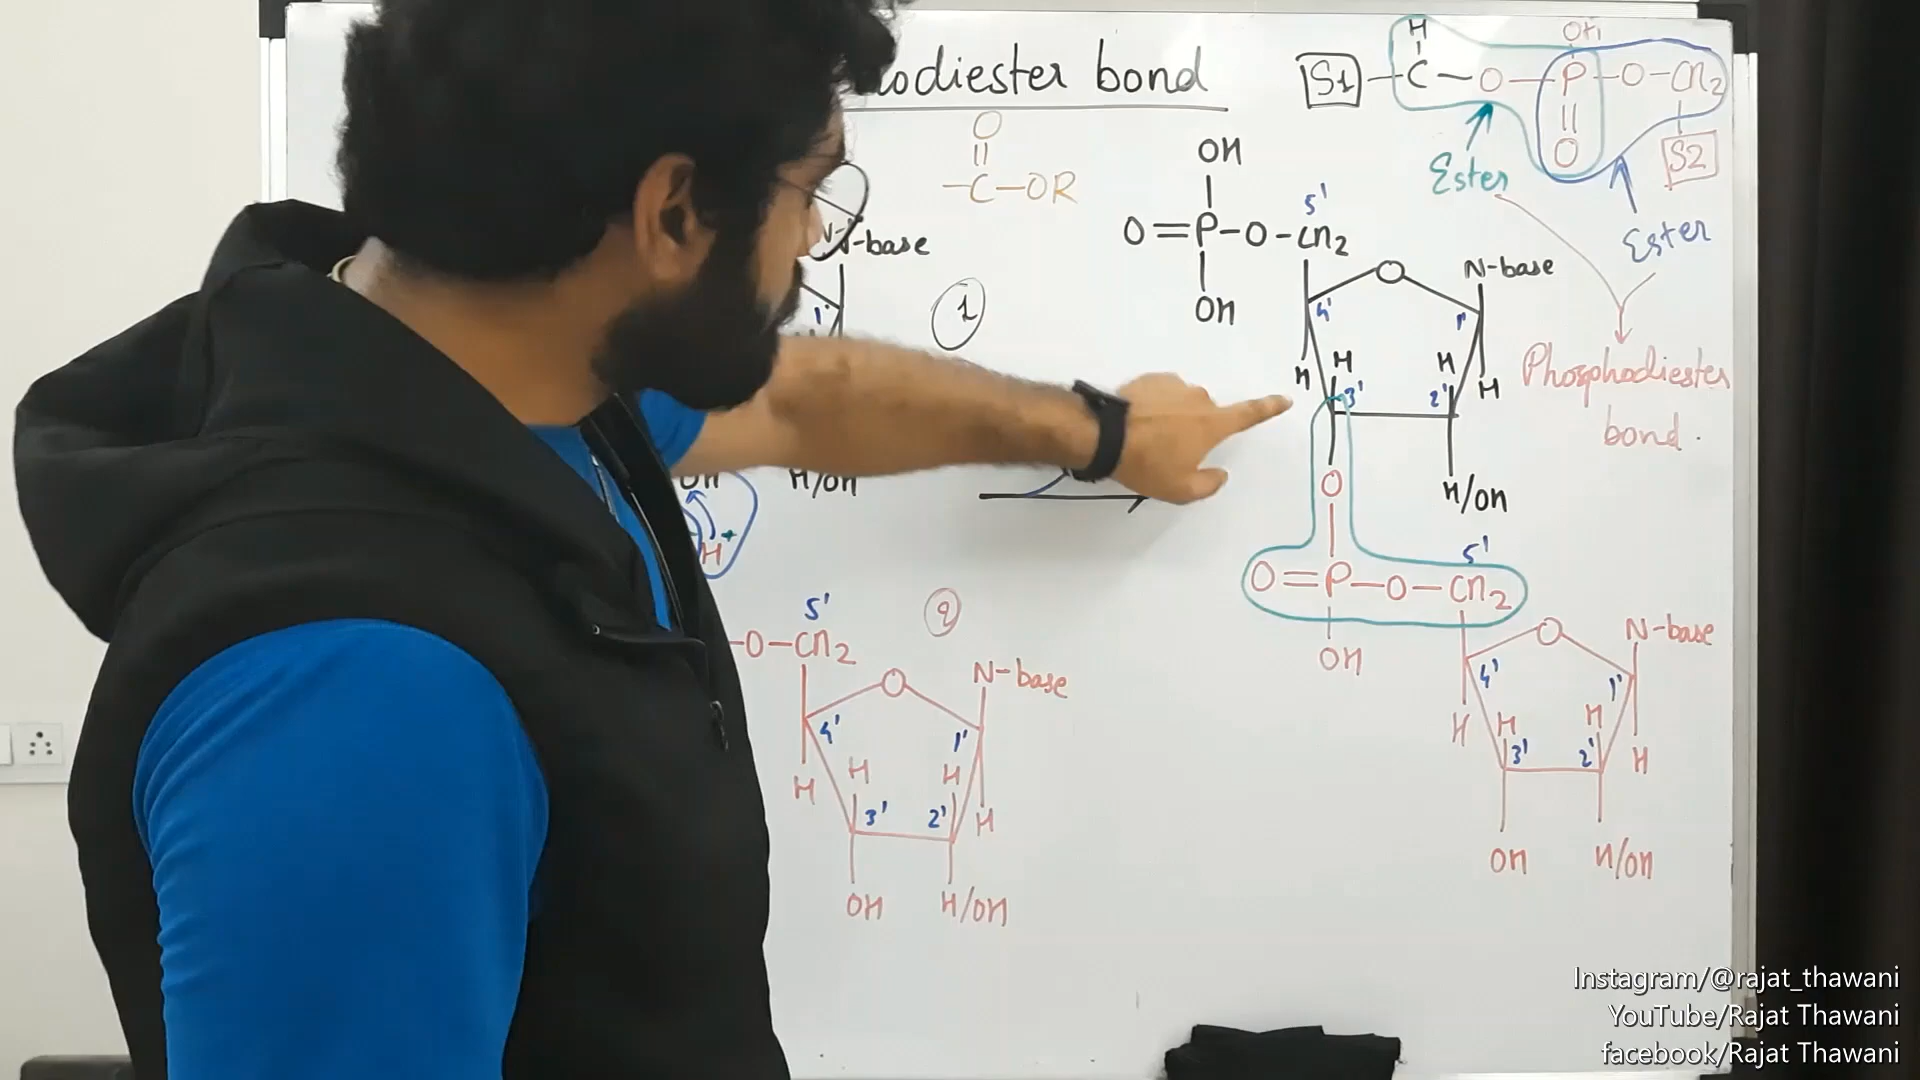 odiester bond
O
||
-C-OR
N-base
1'
1
H/OH
OH
H+
OH
O=P-O-CH2
5'
OH
O
N-base
4'
1'
H
H
H
H
3'
2'
O
H/OH
5'
O=P-O-CH2
OH
O
N-base
4'
1'
H
H
H
H
3'
2'
OH
H/OH
H
OH
S1-C-O-P-O-CH2
||
O
S2
Ester
Ester
Phosphodiester
bond.
2
5'
-O-CH2
O
N-base
4'
1'
H
H
H
H
3'
2'
OH
H/OH
Instagram/@rajat_thawani
YouTube/Rajat Thawani
facebook/Rajat Thawani